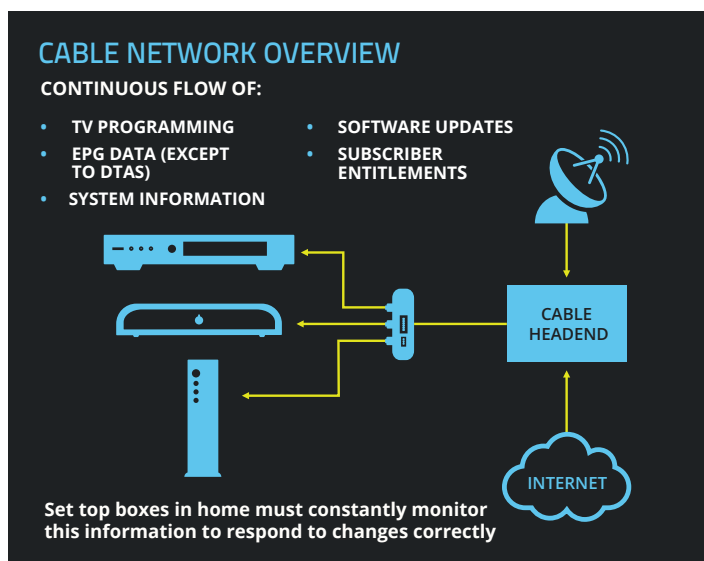 CABLE NETWORK OVERVIEW
CONTINUOUS FLOW OF:
• TV PROGRAMMING
• EPG DATA (EXCEPT
TO DTAS)
• SYSTEM INFORMATION
• SOFTWARE UPDATES
• SUBSCRIBER
ENTITLEMENTS
CABLE
HEADEND
INTERNET
Set top boxes in home must constantly monitor
this information to respond to changes correctly